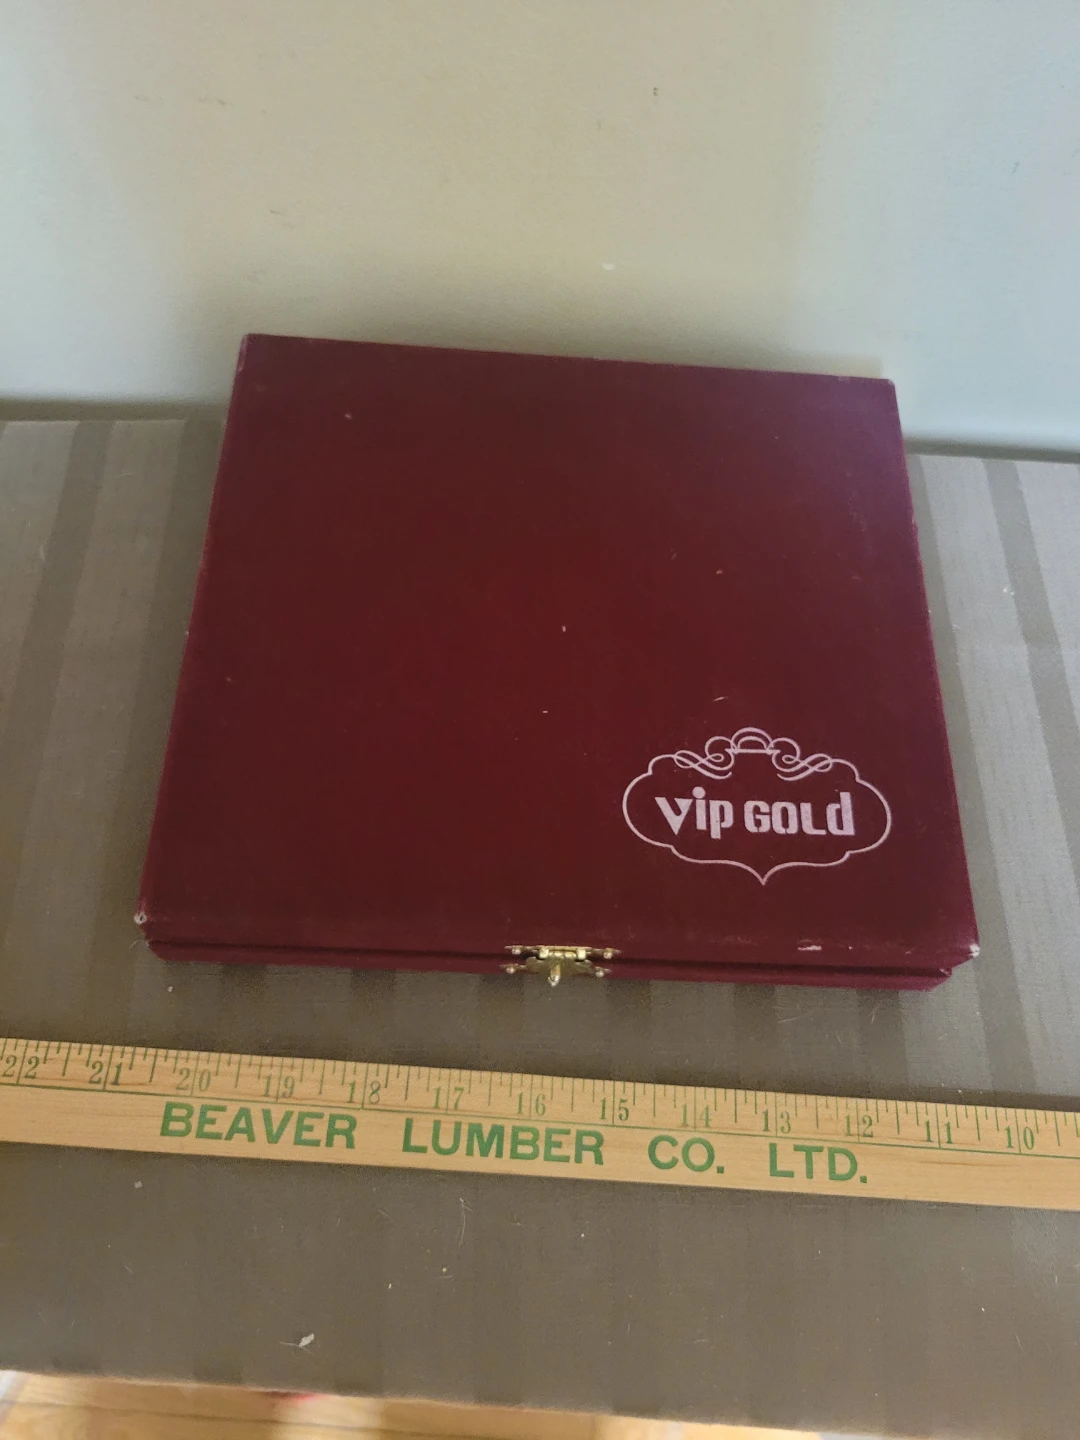 vip GOLD
22 21 20 19 18 17 16 15 14 13 12 11 10
BEAVER LUMBER CO. LTD.